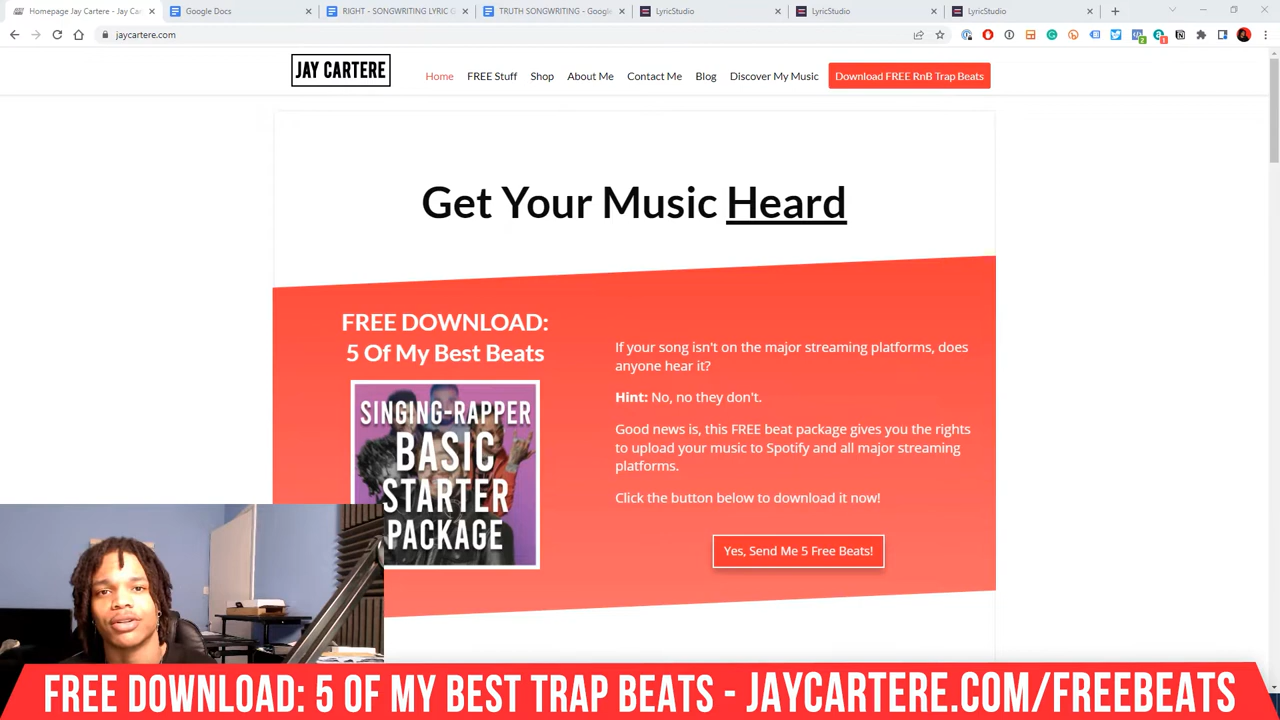 Homepage Jay Cartere - Jay Car
Google Docs
RIGHT - SONGWRITING LYRIC G
TRUTH SONGWRITING - Google
LyricStudio
LyricStudio
LyricStudio
jaycartere.com
JAY CARTERE
Home
FREE Stuff
Shop
About Me
Contact Me
Blog
Discover My Music
Download FREE RnB Trap Beats
Get Your Music Heard
FREE DOWNLOAD:
5 Of My Best Beats
SINGING-RAPPER
BASIC
STARTER
PACKAGE
If your song isn't on the major streaming platforms, does
anyone hear it?
Hint: No, no they don't.
Good news is, this FREE beat package gives you the rights
to upload your music to Spotify and all major streaming
platforms.
Click the button below to download it now!
Yes, Send Me 5 Free Beats!
FREE DOWNLOAD: 5 OF MY BEST TRAP BEATS - JAYCARTERE.COM/FREEBEATS